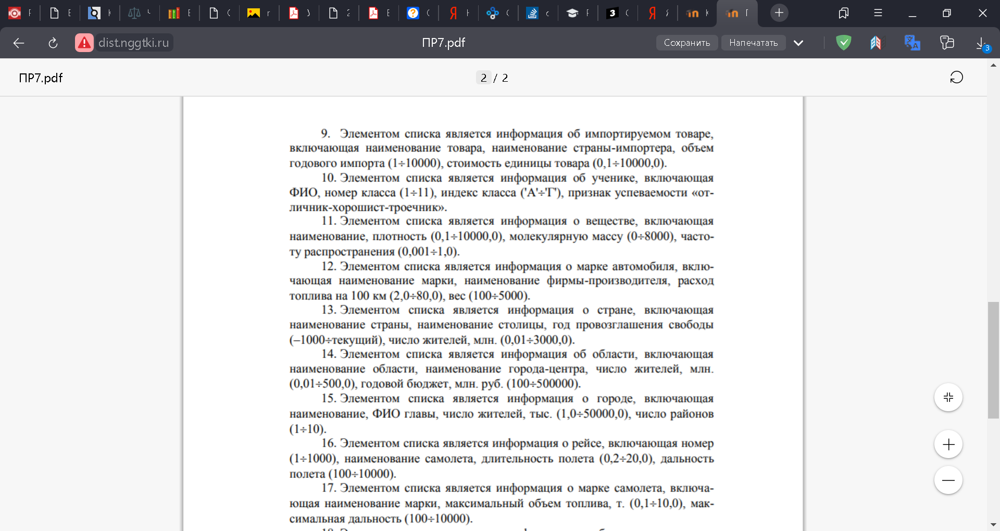 dist.nggtki.ru
ПР7.pdf
Сохранить
Напечатать
3
ПР7.pdf
2 / 2
9. Элементом списка является информация об импортируемом товаре,
включающая наименование товара, наименование страны-импортера, объем
годового импорта (1÷10000), стоимость единицы товара (0,1÷10000,0).
10. Элементом списка является информация об ученике, включающая
ФИО, номер класса (1÷11), индекс класса ('А'÷'Г'), признак успеваемости «от-
личник-хорошист-троечник».
11. Элементом списка является информация о веществе, включающая
наименование, плотность (0,1÷10000,0), молекулярную массу (0÷8000), часто-
ту распространения (0,001÷1,0).
12. Элементом списка является информация о марке автомобиля, вклю-
чающая наименование марки, наименование фирмы-производителя, расход
топлива на 100 км (2,0÷80,0), вес (100÷5000).
13. Элементом списка является информация о стране, включающая
наименование страны, наименование столицы, год провозглашения свободы
(–1000÷текущий), число жителей, млн. (0,01÷3000,0).
14. Элементом списка является информация об области, включающая
наименование области, наименование города-центра, число жителей, млн.
(0,01÷500,0), годовой бюджет, млн. руб. (100÷500000).
15. Элементом списка является информация о городе, включающая
наименование, ФИО главы, число жителей, тыс. (1,0÷50000,0), число районов
(1÷10).
16. Элементом списка является информация о рейсе, включающая номер
(1÷1000), наименование самолета, длительность полета (0,2÷20,0), дальность
полета (100÷10000).
17. Элементом списка является информация о марке самолета, включа-
ющая наименование марки, максимальный объем топлива, т. (0,1÷10,0), мак-
симальная дальность (100÷10000).